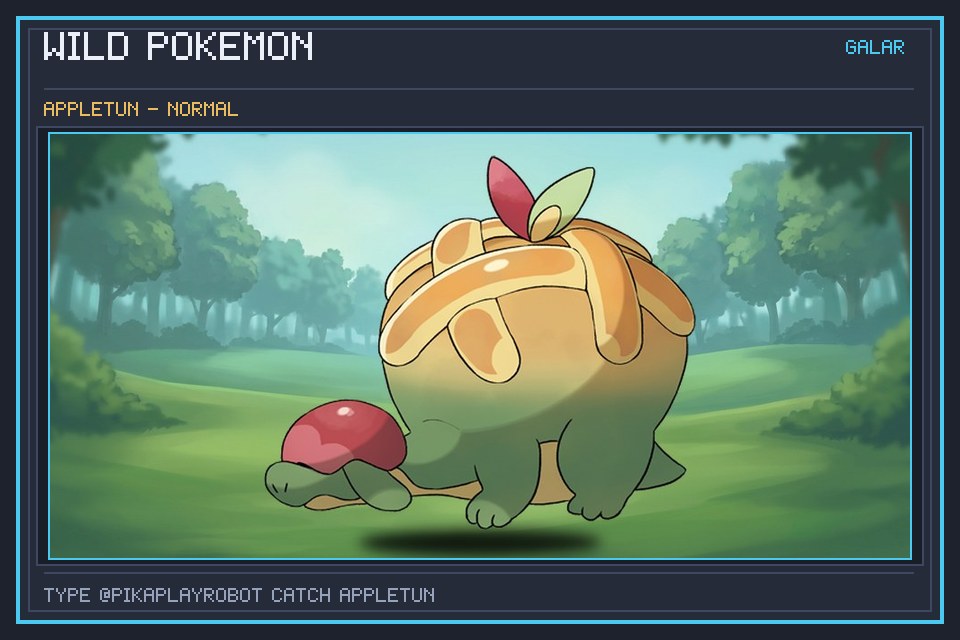 WILD POKEMON
GALAR
APPLETUN - NORMAL
TYPE @PIKAPLAYROBOT CATCH APPLETUN